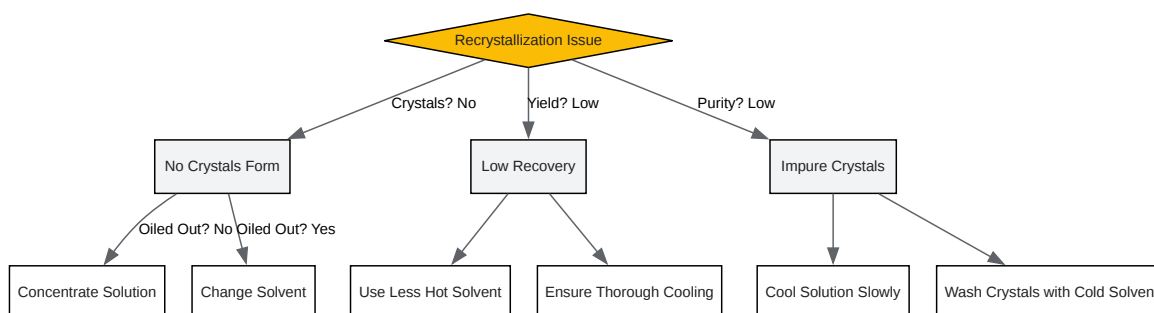 Recrystallization Issue
Crystals? No
Yield? Low
Purity? Low
No Crystals Form
Low Recovery
Impure Crystals
Oiled Out? No
Oiled Out? Yes
Concentrate Solution
Change Solvent
Use Less Hot Solvent
Ensure Thorough Cooling
Cool Solution Slowly
Wash Crystals with Cold Solvent